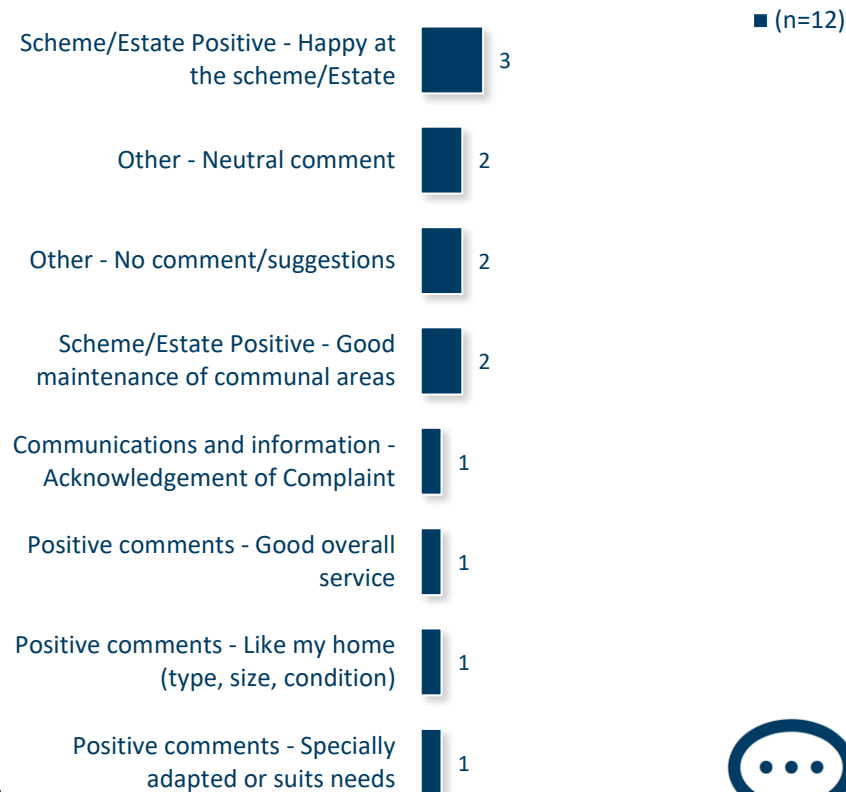 ■ (n=12)
Scheme/Estate Positive - Happy at
the scheme/Estate
3
Other - Neutral comment
2
Other - No comment/suggestions
2
Scheme/Estate Positive - Good
maintenance of communal areas
2
Communications and information -
Acknowledgement of Complaint
1
Positive comments - Good overall
service
1
Positive comments - Like my home
(type, size, condition)
1
Positive comments - Specially
adapted or suits needs
1